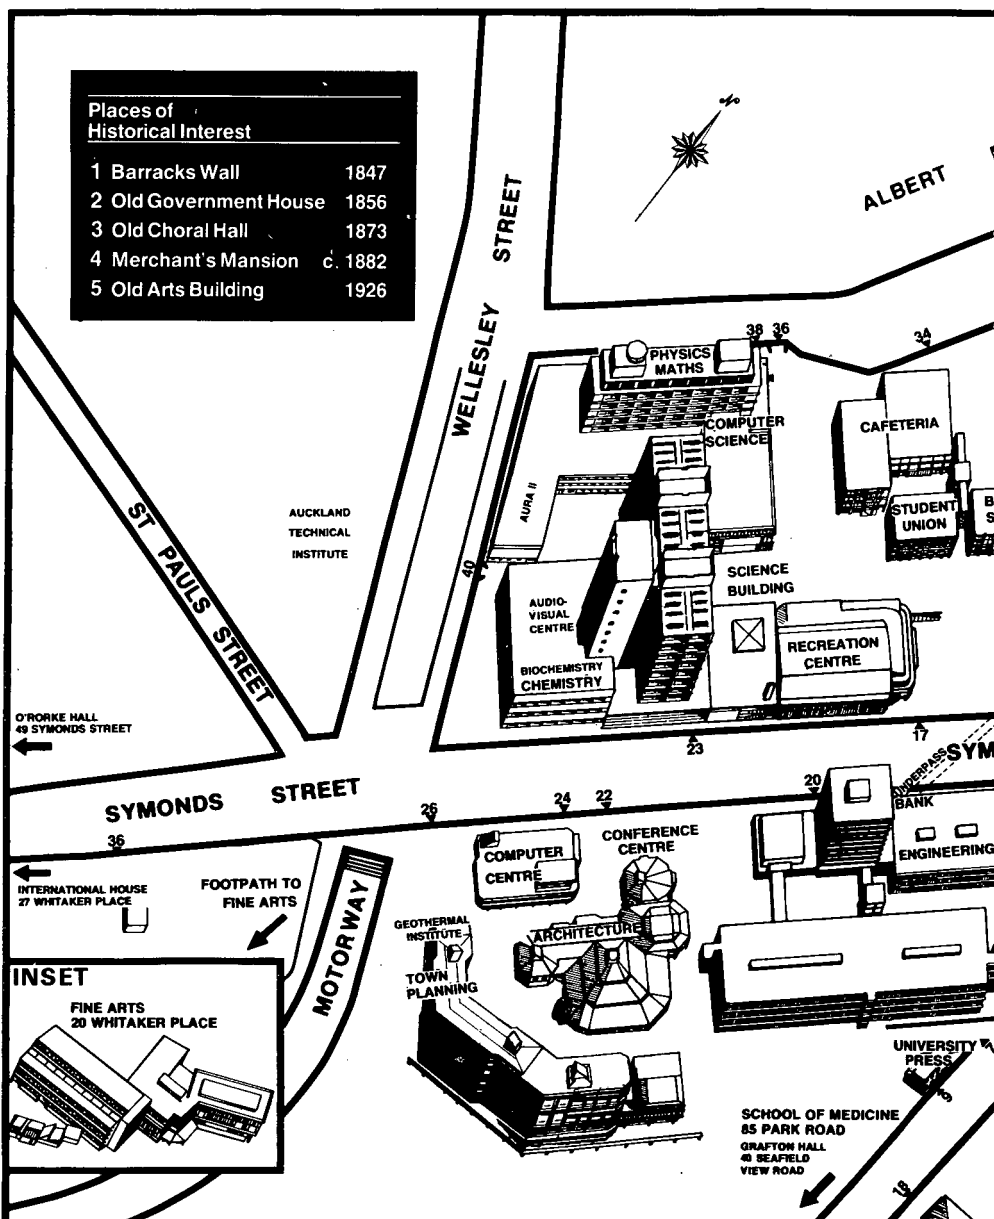 Places of
Historical Interest
1 Barracks Wall 1847
2 Old Government House 1856
3 Old Choral Hall 1873
4 Merchant's Mansion c. 1882
5 Old Arts Building 1926
N
ALBERT
WELLESLEY STREET
38 36
34
PHYSICS
MATHS
COMPUTER
SCIENCE
CAFETERIA
STUDENT
UNION
B
S
AURA II
AUCKLAND
TECHNICAL
INSTITUTE
ST PAULS STREET
40
SCIENCE
BUILDING
AUDIO-
VISUAL
CENTRE
RECREATION
CENTRE
BIOCHEMISTRY
CHEMISTRY
O'RORKE HALL
49 SYMONDS STREET
23
17
SYMONDS STREET
SYM
UNDERPASS
36
26
24
22
20
BANK
ENGINEERING
CONFERENCE
CENTRE
COMPUTER
CENTRE
INTERNATIONAL HOUSE
27 WHITAKER PLACE
FOOTPATH TO
FINE ARTS
MOTORWAY
GEOTHERMAL
INSTITUTE
ARCHITECTURE
TOWN
PLANNING
INSET
FINE ARTS
20 WHITAKER PLACE
UNIVERSITY
PRESS
SCHOOL OF MEDICINE
85 PARK ROAD
GRAFTON HALL
40 SEAFIELD
VIEW ROAD
18